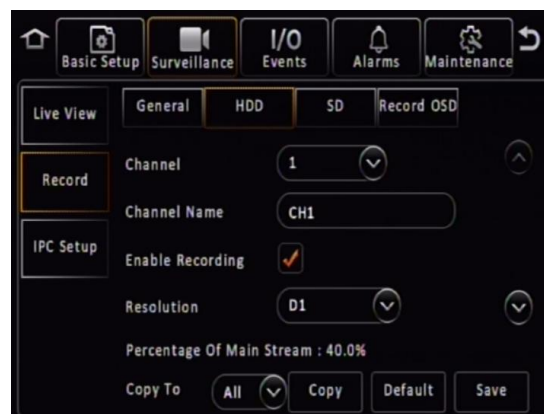 Basic Setup Surveillance I/O Events Alarms Maintenance
General HDD SD Record OSD
Live View
Record
IPC Setup
Channel 1
Channel Name CH1
Enable Recording
Resolution D1
Percentage Of Main Stream : 40.0%
Copy To All Copy Default Save